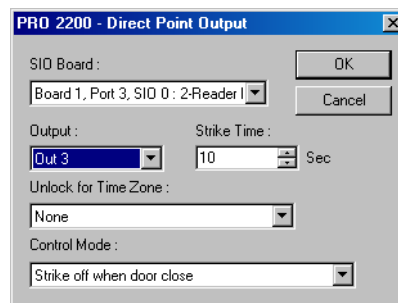 PRO 2200 - Direct Point Output
SIO Board :
OK
Board 1, Port 3, SIO 0 : 2-Reader I
Cancel
Output :
Strike Time :
Out 3
10
Sec
Unlock for Time Zone :
None
Control Mode :
Strike off when door close